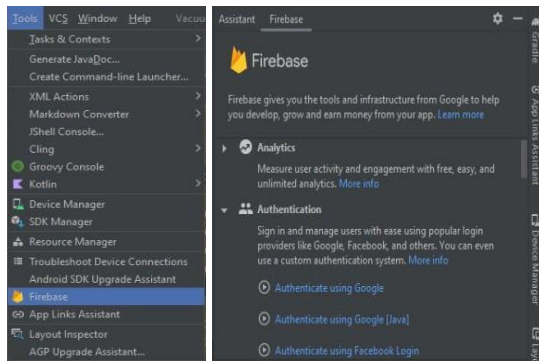 Tools VCS Window Help Vacuu
Tasks & Contexts
Generate JavaDoc...
Create Command-line Launcher...
XML Actions
Markdown Converter
JShell Console...
Cling
Groovy Console
Kotlin
Device Manager
SDK Manager
Resource Manager
Troubleshoot Device Connections
Android SDK Upgrade Assistant
Firebase
App Links Assistant
Layout Inspector
AGP Upgrade Assistant...
Assistant Firebase
Firebase
Firebase gives you the tools and infrastructure from Google to help
you develop, grow and earn money from your app. Learn more
Analytics
Measure user activity and engagement with free, easy, and
unlimited analytics. More info
Authentication
Sign in and manage users with ease using popular login
providers like Google, Facebook, and others. You can even
use a custom authentication system. More info
Authenticate using Google
Authenticate using Google [Java]
Authenticate using Facebook Login
Gradle
App Links Assistant
Device Manager
Layo